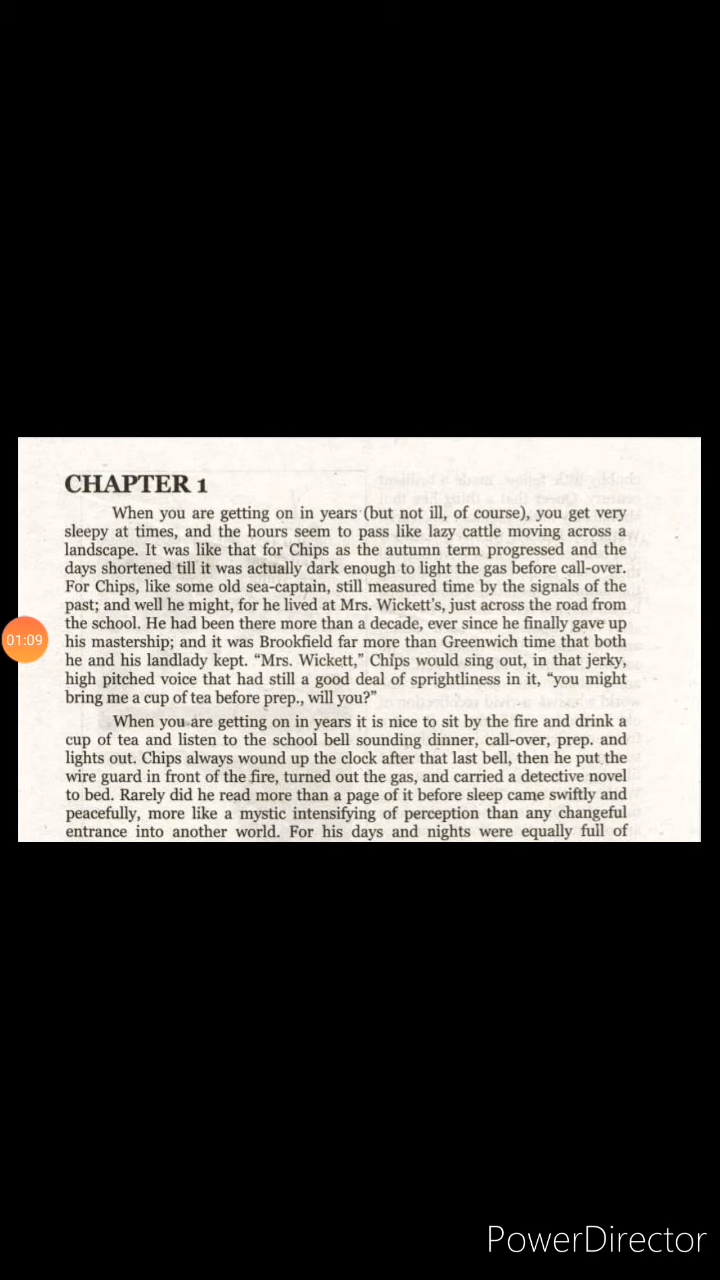 CHAPTER 1
When you are getting on in years (but not ill, of course), you get very
sleepy at times, and the hours seem to pass like lazy cattle moving across a
landscape. It was like that for Chips as the autumn term progressed and the
days shortened till it was actually dark enough to light the gas before call-over.
For Chips, like some old sea-captain, still measured time by the signals of the
past; and well he might, for he lived at Mrs. Wickett's, just across the road from
the school. He had been there more than a decade, ever since he finally gave up
his mastership; and it was Brookfield far more than Greenwich time that both
he and his landlady kept. “Mrs. Wickett,” Chips would sing out, in that jerky,
high pitched voice that had still a good deal of sprightliness in it, “you might
bring me a cup of tea before prep., will you?”
When you are getting on in years it is nice to sit by the fire and drink a
cup of tea and listen to the school bell sounding dinner, call-over, prep. and
lights out. Chips always wound up the clock after that last bell, then he put the
wire guard in front of the fire, turned out the gas, and carried a detective novel
to bed. Rarely did he read more than a page of it before sleep came swiftly and
peacefully, more like a mystic intensifying of perception than any changeful
entrance into another world. For his days and nights were equally full of
01:09
PowerDirector